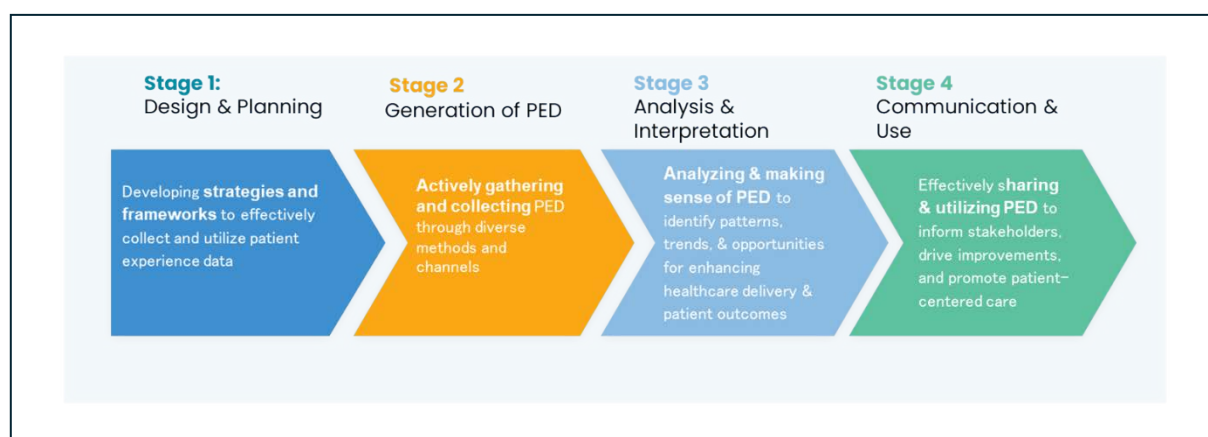 Stage 1:
Design & Planning
Developing strategies and
frameworks to effectively
collect and utilize patient
experience data
Stage 2
Generation of PED
Actively gathering
and collecting PED
through diverse
methods and
channels
Stage 3
Analysis &
Interpretation
Analyzing & making
sense of PED to
identify patterns,
trends, & opportunities
for enhancing
healthcare delivery &
patient outcomes
Stage 4
Communication &
Use
Effectively sharing
& utilizing PED to
inform stakeholders,
drive improvements,
and promote patient-
centered care